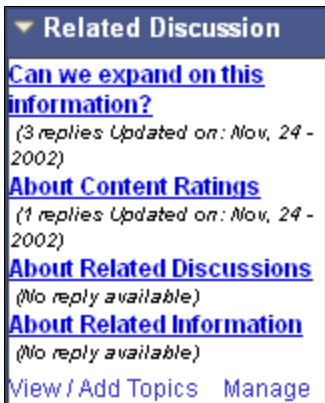 Related Discussion
Can we expand on this
information?
(3 replies Updated on: Nov, 24 -
2002)
About Content Ratings
(1 replies Updated on: Nov, 24 -
2002)
About Related Discussions
(No reply available)
About Related Information
(No reply available)
View / Add Topics Manage